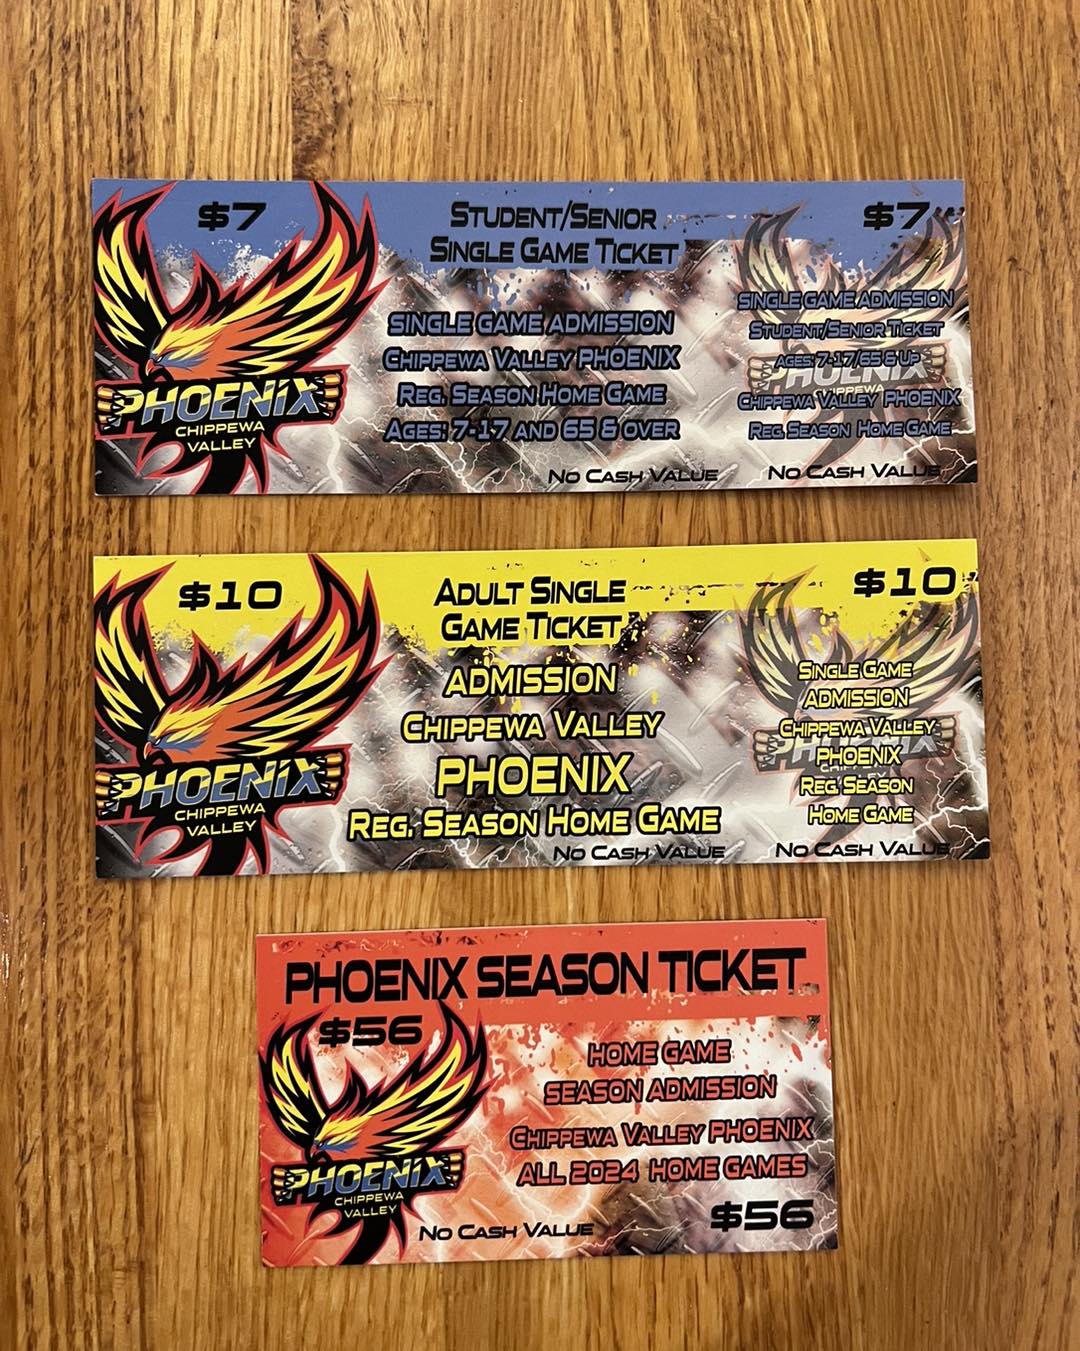 $7
STUDENT/SENIOR
SINGLE GAME TICKET
SINGLE GAME ADMISSION
CHIPPEWA VALLEY PHOENIX
REG. SEASON HOME GAME
AGES: 7-17 AND 65 & OVER
NO CASH VALUE
PHOENIX
CHIPPEWA
VALLEY
$7
SINGLE GAME ADMISSION
STUDENT/SENIOR TICKET
AGES: 7-17/65 & UP
PHOENIX
CHIPPEWA
CHIPPEWA VALLEY PHOENIX
REG. SEASON HOME GAME
NO CASH VALUE
$10
ADULT SINGLE
GAME TICKET
ADMISSION
CHIPPEWA VALLEY
PHOENIX
REG. SEASON HOME GAME
NO CASH VALUE
PHOENIX
CHIPPEWA
VALLEY
$10
SINGLE GAME
ADMISSION
CHIPPEWA VALLEY
PHOENIX
REG. SEASON
HOME GAME
NO CASH VALUE
PHOENIX SEASON TICKET
$56
HOME GAME
SEASON ADMISSION
CHIPPEWA VALLEY PHOENIX
ALL 2024 HOME GAMES
$56
PHOENIX
CHIPPEWA
VALLEY
NO CASH VALUE